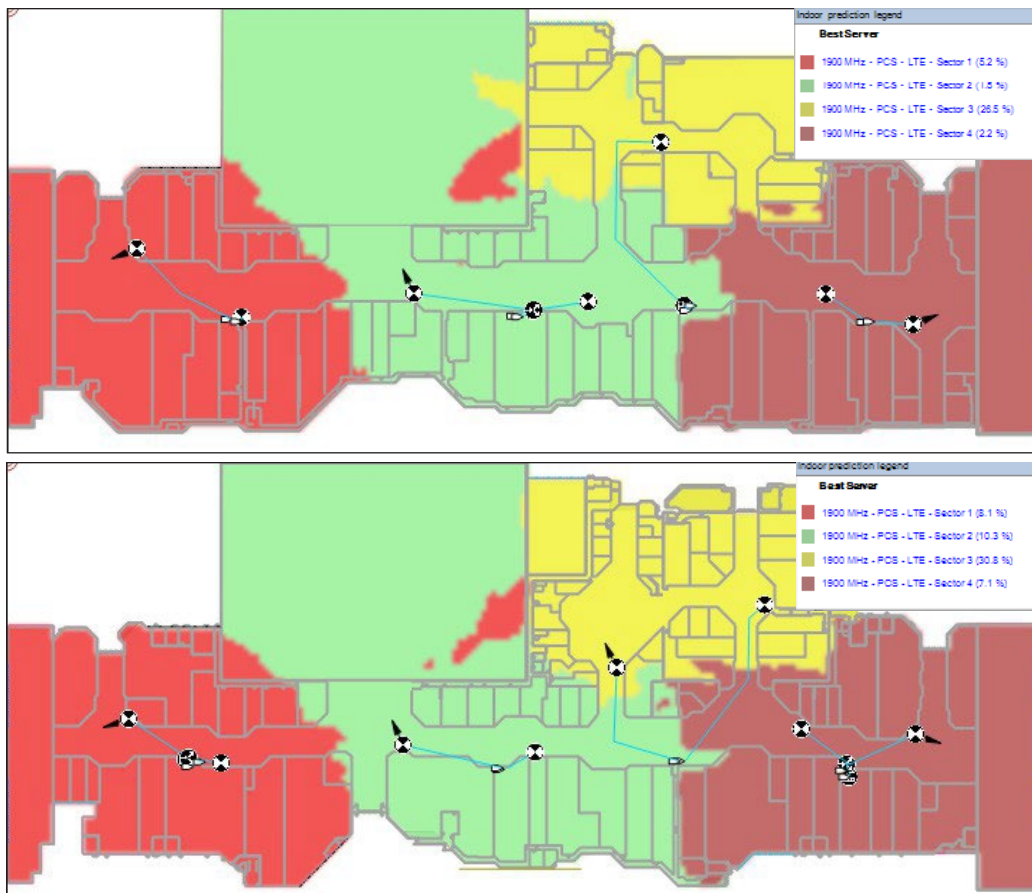 Indoor prediction legend
Best Server
1900 MHz - PCS - LTE - Sector 1 (5.2 %)
1900 MHz - PCS - LTE - Sector 2 (1.5 %)
1900 MHz - PCS - LTE - Sector 3 (26.5 %)
1900 MHz - PCS - LTE - Sector 4 (2.2 %)
Indoor prediction legend
Best Server
1900 MHz - PCS - LTE - Sector 1 (8.1 %)
1900 MHz - PCS - LTE - Sector 2 (10.3 %)
1900 MHz - PCS - LTE - Sector 3 (30.8 %)
1900 MHz - PCS - LTE - Sector 4 (7.1 %)